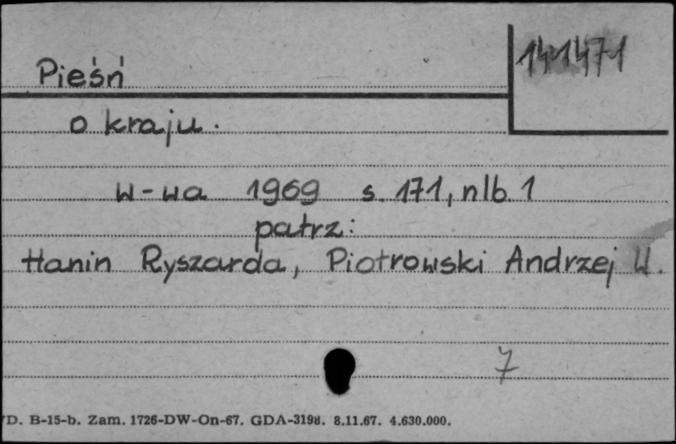 141471
Pieśń
o kraju.
W-wa 1969 s. 171, nlb. 1
patrz:
Hanin Ryszarda, Piotrowski Andrzej W.
7
D. B-15-b. Zam. 1726-DW-On-67. GDA-3198. 8.11.67. 4.630.000.